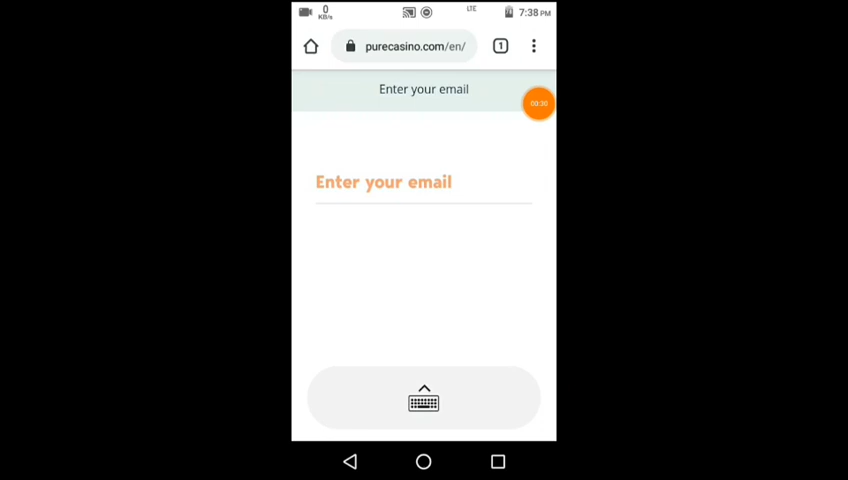 0
KB/s
LTE
7:38 PM
purecasino.com/en/
1
Enter your email
00:30
Enter your email